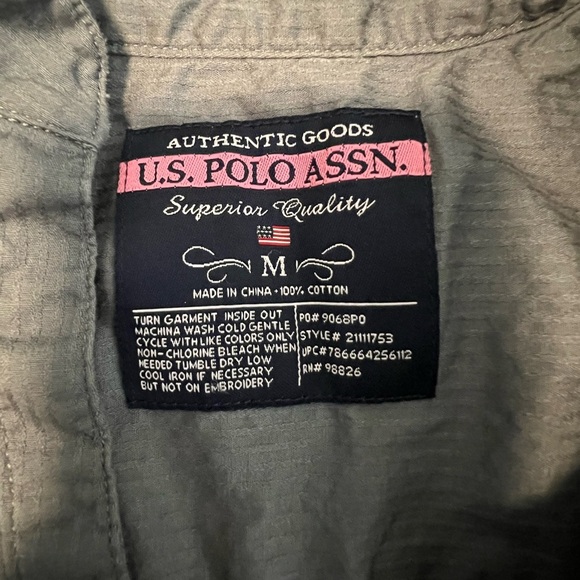 AUTHENTIC GOODS
U.S. POLO ASSN.
Superior Quality
M
MADE IN CHINA · 100% COTTON
TURN GARMENT INSIDE OUT
MACHINA WASH COLD GENTLE
CYCLE WITH LIKE COLORS ONLY
NON-CHLORINE BLEACH WHEN
NEEDED TUMBLE DRY LOW
COOL IRON IF NECESSARY
BUT NOT ON EMBROIDERY
PO# 9068PO
STYLE# 21111753
UPC#786664256112
RN# 98826